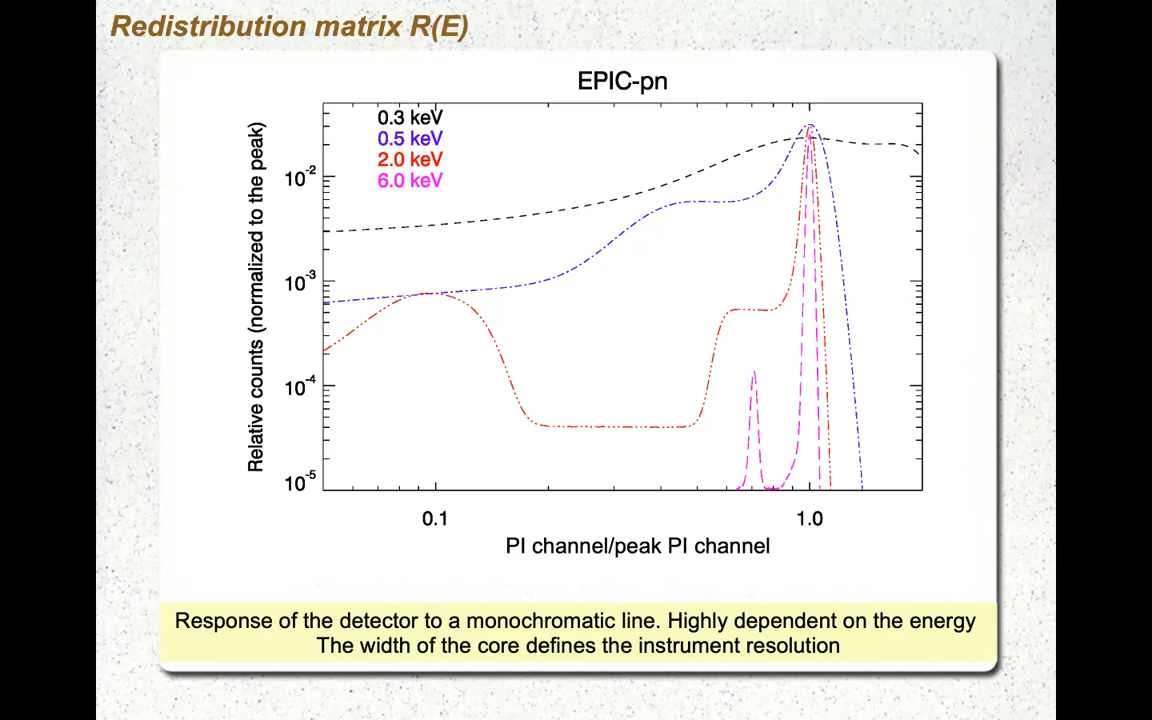 Redistribution matrix R(E)
EPIC-pn
0.3 keV
0.5 keV
2.0 keV
6.0 keV
Relative counts (normalized to the peak)
10-2
10-3
10-4
10-5
0.1 1.0
PI channel/peak PI channel
Response of the detector to a monochromatic line. Highly dependent on the energy
The width of the core defines the instrument resolution